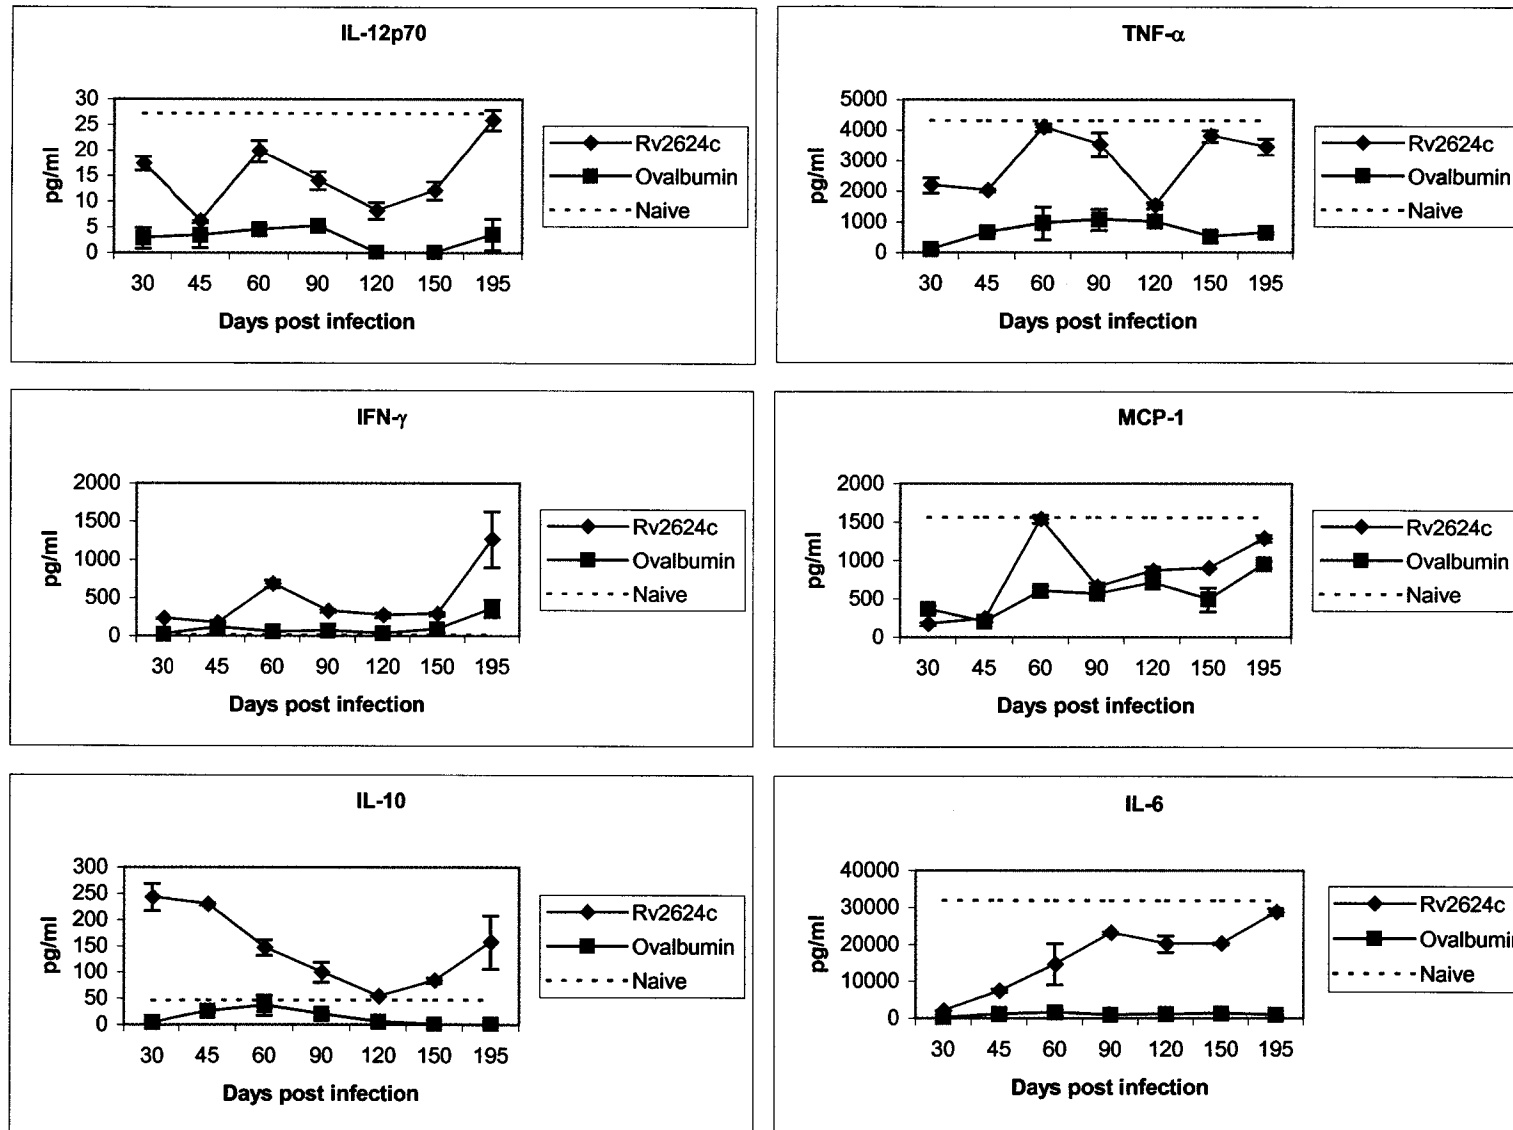 IL-12p70
pg/ml
30
25
20
15
10
5
0
30 45 60 90 120 150 195
Days post infection
Rv2624c
Ovalbumin
Naive
TNF-α
pg/ml
5000
4000
3000
2000
1000
0
30 45 60 90 120 150 195
Days post infection
Rv2624c
Ovalbumin
Naive
IFN-γ
pg/ml
2000
1500
1000
500
0
30 45 60 90 120 150 195
Days post infection
Rv2624c
Ovalbumin
Naive
MCP-1
pg/ml
2000
1500
1000
500
0
30 45 60 90 120 150 195
Days post infection
Rv2624c
Ovalbumin
Naive
IL-10
pg/ml
300
250
200
150
100
50
0
30 45 60 90 120 150 195
Days post infection
Rv2624c
Ovalbumin
Naive
IL-6
pg/ml
40000
30000
20000
10000
0
30 45 60 90 120 150 195
Days post infection
Rv2624c
Ovalbumin
Naive